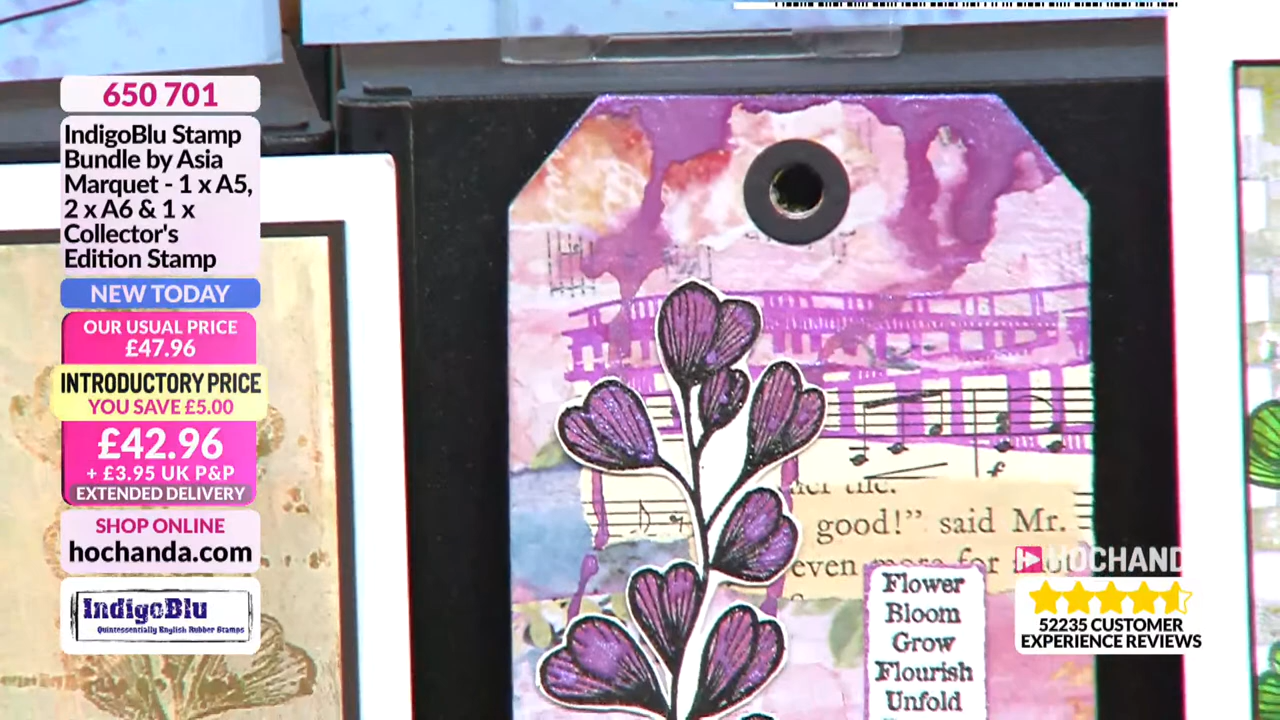 650 701
IndigoBlu Stamp
Bundle by Asia
Marquet - 1 x A5,
2 x A6 & 1 x
Collector's
Edition Stamp
NEW TODAY
OUR USUAL PRICE
£47.96
INTRODUCTORY PRICE
YOU SAVE £5.00
£42.96
+ £3.95 UK P&P
EXTENDED DELIVERY
SHOP ONLINE
hochanda.com
IndigoBlu
Quintessentially English Rubber Stamps
good!” said Mr.
even more for
Flower
Bloom
Grow
Flourish
Unfold
HOCHAND
52235 CUSTOMER
EXPERIENCE REVIEWS